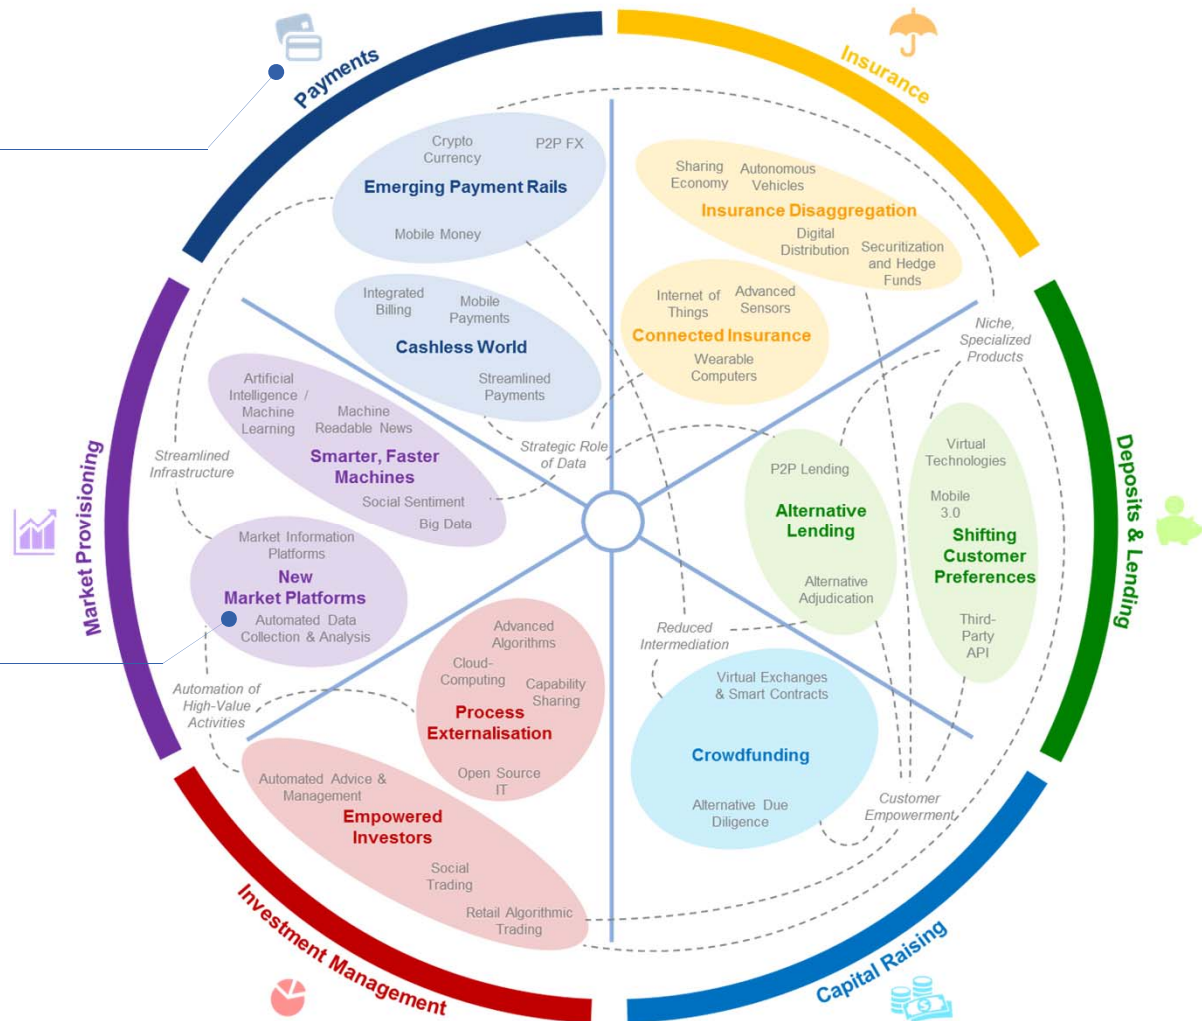 Payments
Crypto
Currency
P2P FX
Emerging Payment Rails
Mobile Money
Integrated
Billing
Mobile
Payments
Cashless World
Streamlined
Payments
Insurance
Sharing
Economy
Autonomous
Vehicles
Insurance Disaggregation
Digital
Distribution
Securitization
and Hedge
Funds
Internet of
Things
Advanced
Sensors
Connected Insurance
Wearable
Computers
Niche,
Specialized
Products
Deposits & Lending
Virtual
Technologies
Mobile
3.0
Shifting
Customer
Preferences
Third-
Party
API
P2P Lending
Alternative
Lending
Alternative
Adjudication
Strategic Role
of Data
Market Provisioning
Artificial
Intelligence /
Machine
Learning
Machine
Readable News
Smarter, Faster
Machines
Social Sentiment
Big Data
Streamlined
Infrastructure
Market Information
Platforms
New
Market Platforms
Automated Data
Collection & Analysis
Automation of
High-Value
Activities
Investment Management
Advanced
Algorithms
Cloud-
Computing
Capability
Sharing
Process
Externalisation
Open Source
IT
Automated Advice &
Management
Empowered
Investors
Social
Trading
Retail Algorithmic
Trading
Reduced
Intermediation
Capital Raising
Virtual Exchanges
& Smart Contracts
Crowdfunding
Alternative Due
Diligence
Customer
Empowerment
$